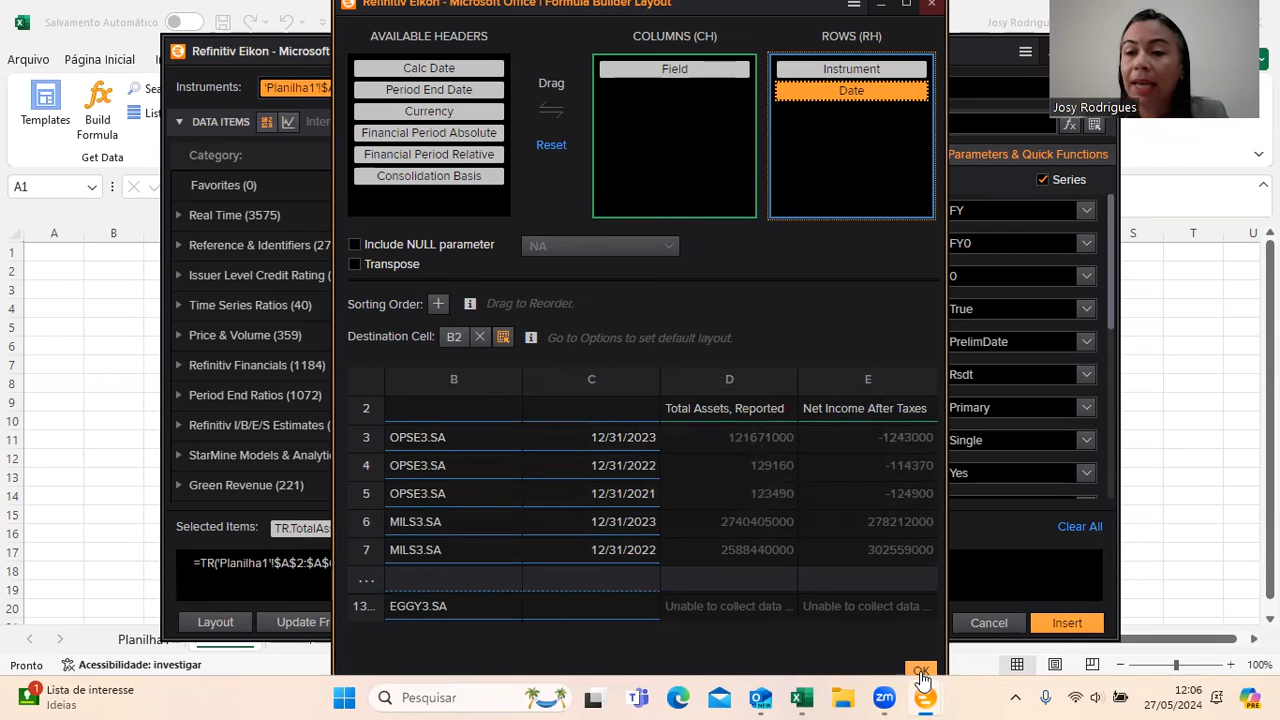 Salvamento Automático
Refinitiv Eikon - Microsoft Office | Formula Builder Layout
Josy Rodrig
Refinitiv Eikon - Microsoft
Arquivo
Página Inicial
Instruments:
'Planilha1'!$A
Templates
Build
Formula
Get Data
DATA ITEMS
Category:
Favorites (0)
Real Time (3575)
Reference & Identifiers (27
Issuer Level Credit Rating (
Time Series Ratios (40)
Price & Volume (359)
Refinitiv Financials (1184)
Period End Ratios (1072)
Refinitiv I/B/E/S Estimates (
StarMine Models & Analytic
Green Revenue (221)
Selected Items:
TR.TotalAs
=TR('Planilha1'!$A$2:$A$
Layout
Update Fr
A1
A B
1
2
3
4
5
6
7
8
9
10
11
12
13
14
15
16
17
18
19
20
AVAILABLE HEADERS
COLUMNS (CH)
ROWS (RH)
Calc Date
Period End Date
Currency
Financial Period Absolute
Financial Period Relative
Consolidation Basis
Drag
Reset
Field
Instrument
Date
Include NULL parameter
NA
Transpose
Sorting Order: + i Drag to Reorder.
Destination Cell: B2 i Go to Options to set default layout.
B C D E
2 Total Assets, Reported Net Income After Taxes
3 OPSE3.SA 12/31/2023 121671000 -1243000
4 OPSE3.SA 12/31/2022 129160 -114370
5 OPSE3.SA 12/31/2021 123490 -124900
6 MILS3.SA 12/31/2023 2740405000 278212000
7 MILS3.SA 12/31/2022 2588440000 302559000
...
13... EGGY3.SA Unable to collect data ... Unable to collect data ...
OK
Josy Rodrigues
Parameters & Quick Functions
Series
FY
FY0
0
True
PrelimDate
Rsdt
Primary
Single
Yes
S T U
Clear All
Cancel
Insert
Pronto
Acessibilidade: investigar
100%
1
Lista de interesse
Ideias
Pesquisar
12:06
27/05/2024